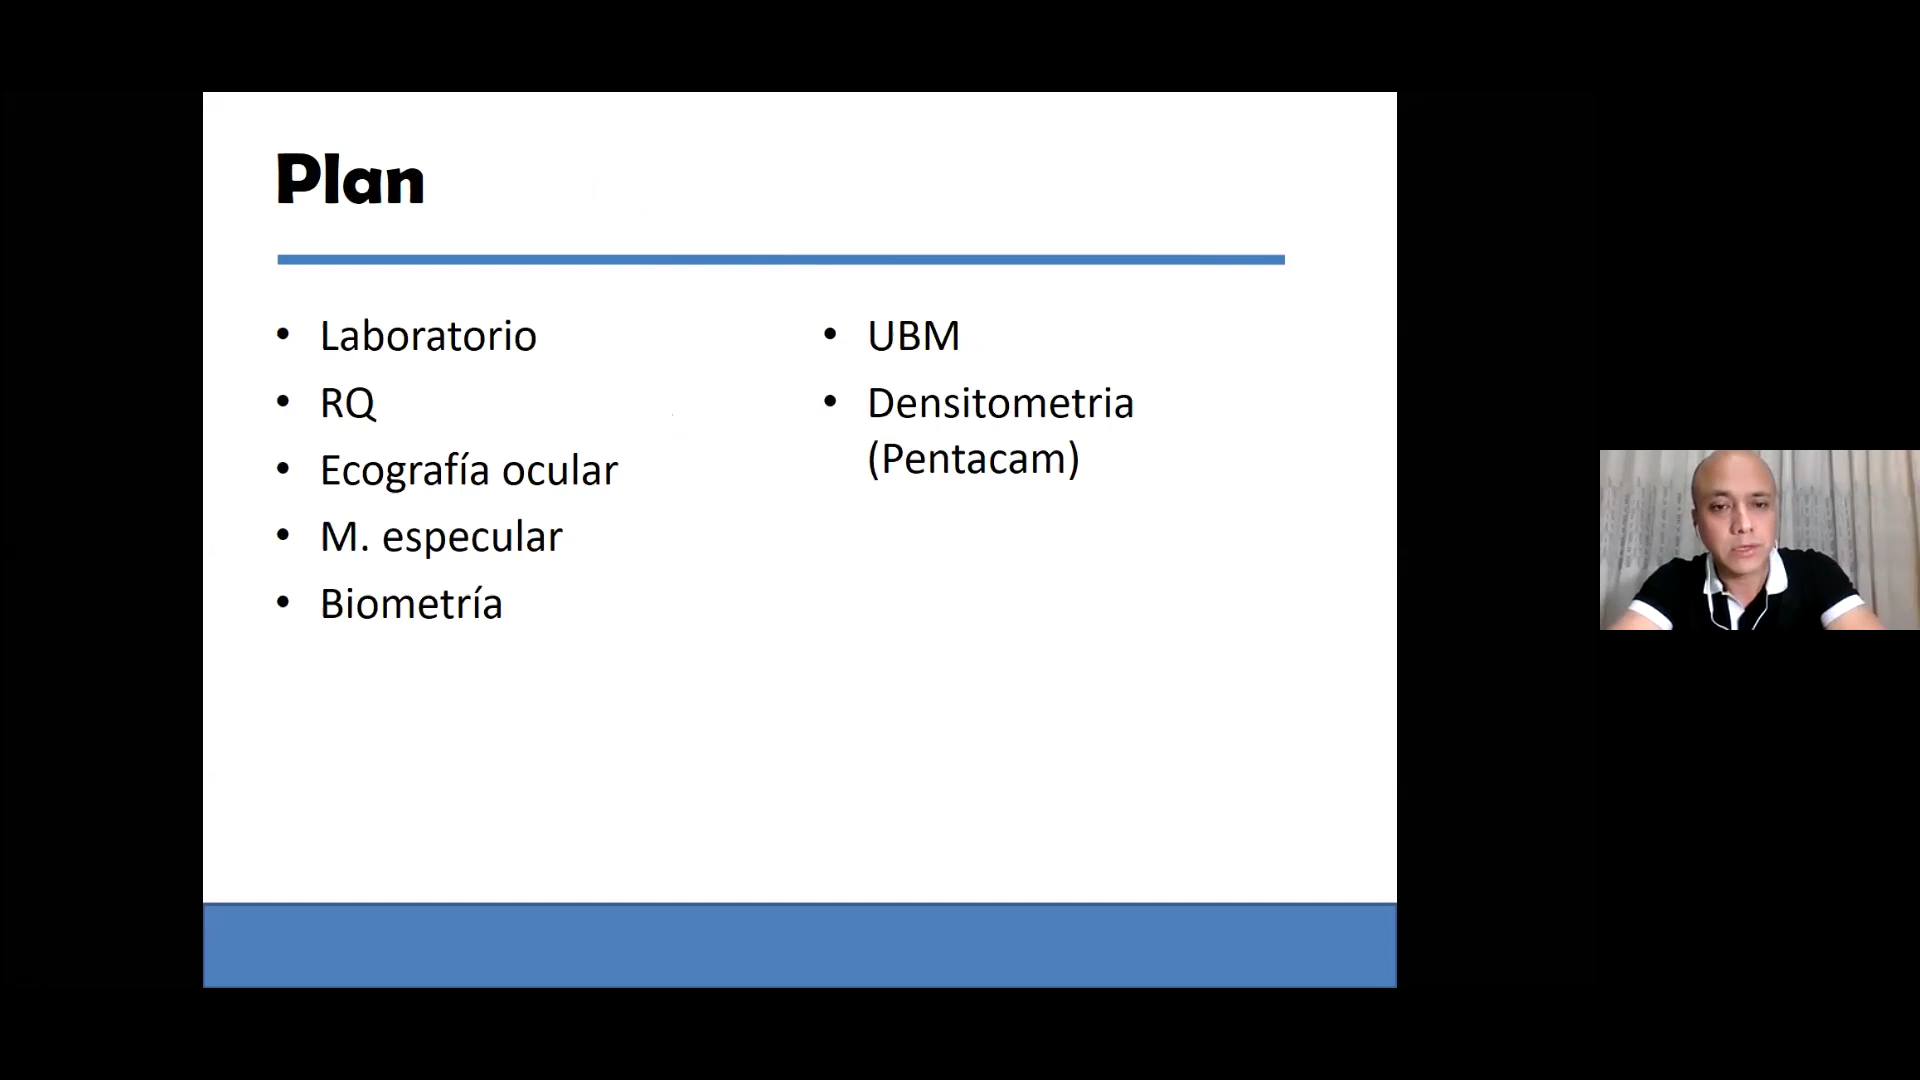 Plan
• Laboratorio
• RQ
• Ecografía ocular
• M. especular
• Biometría
• UBM
• Densitometria
(Pentacam)